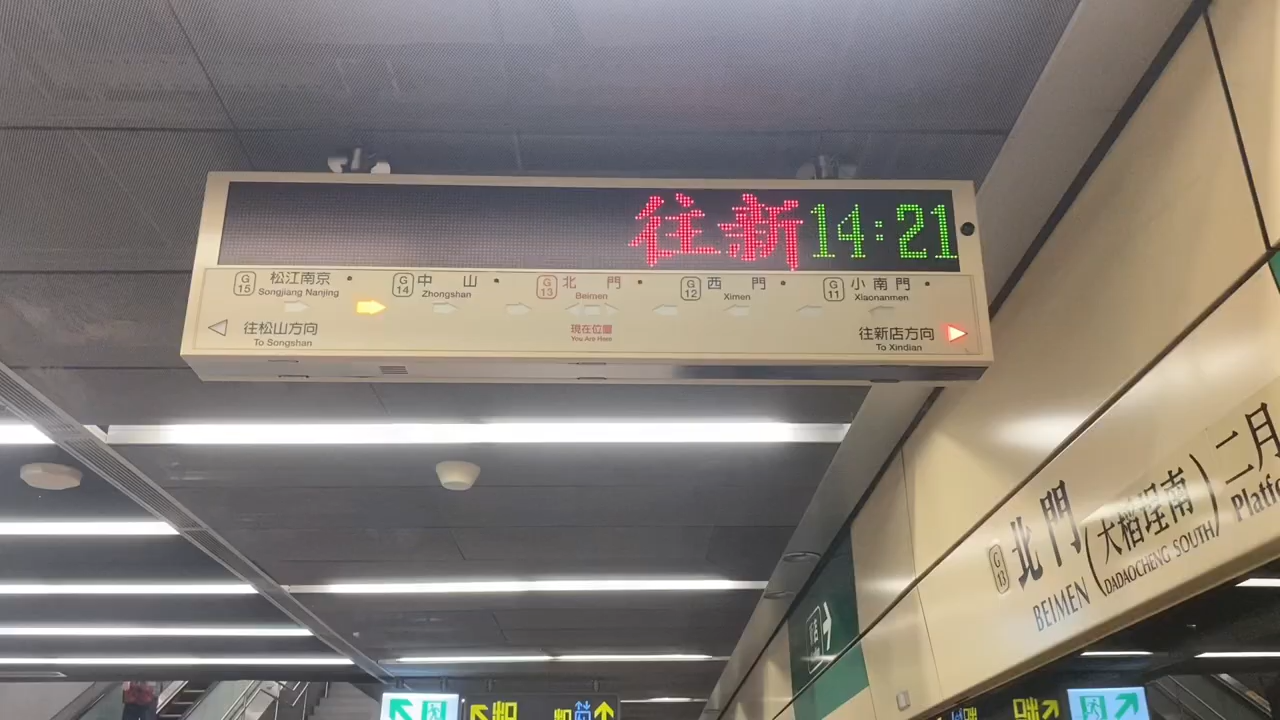 往新14:21
G15 松江南京 Songjiang Nanjing
G14 中山 Zhongshan
G13 北門 Beimen
G12 西門 Ximen
G11 小南門 Xiaonanmen
往松山方向
To Songshan
現在位置
You Are Here
往新店方向
To Xindian
G13 北門(大稻埕南) 二月
BEIMEN (DADAOCHENG SOUTH) Platfo